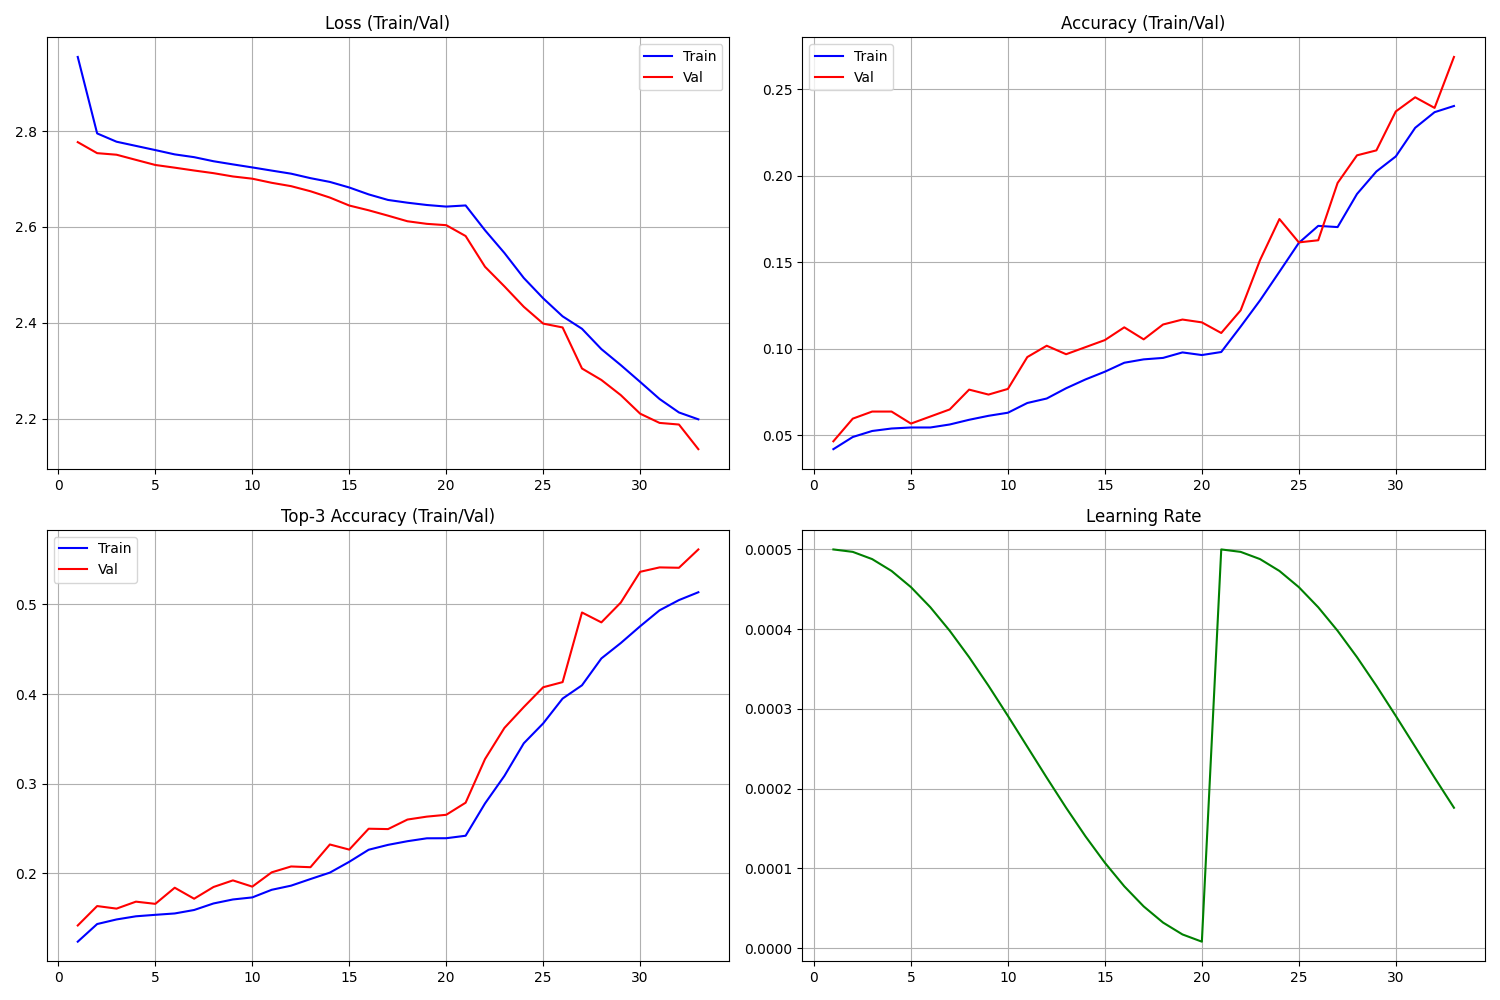 Loss (Train/Val)
Train
Val
2.8
2.6
2.4
2.2
0 5 10 15 20 25 30
Accuracy (Train/Val)
Train
Val
0.25
0.20
0.15
0.10
0.05
0 5 10 15 20 25 30
Top-3 Accuracy (Train/Val)
Train
Val
0.5
0.4
0.3
0.2
0 5 10 15 20 25 30
Learning Rate
0.0005
0.0004
0.0003
0.0002
0.0001
0.0000
0 5 10 15 20 25 30